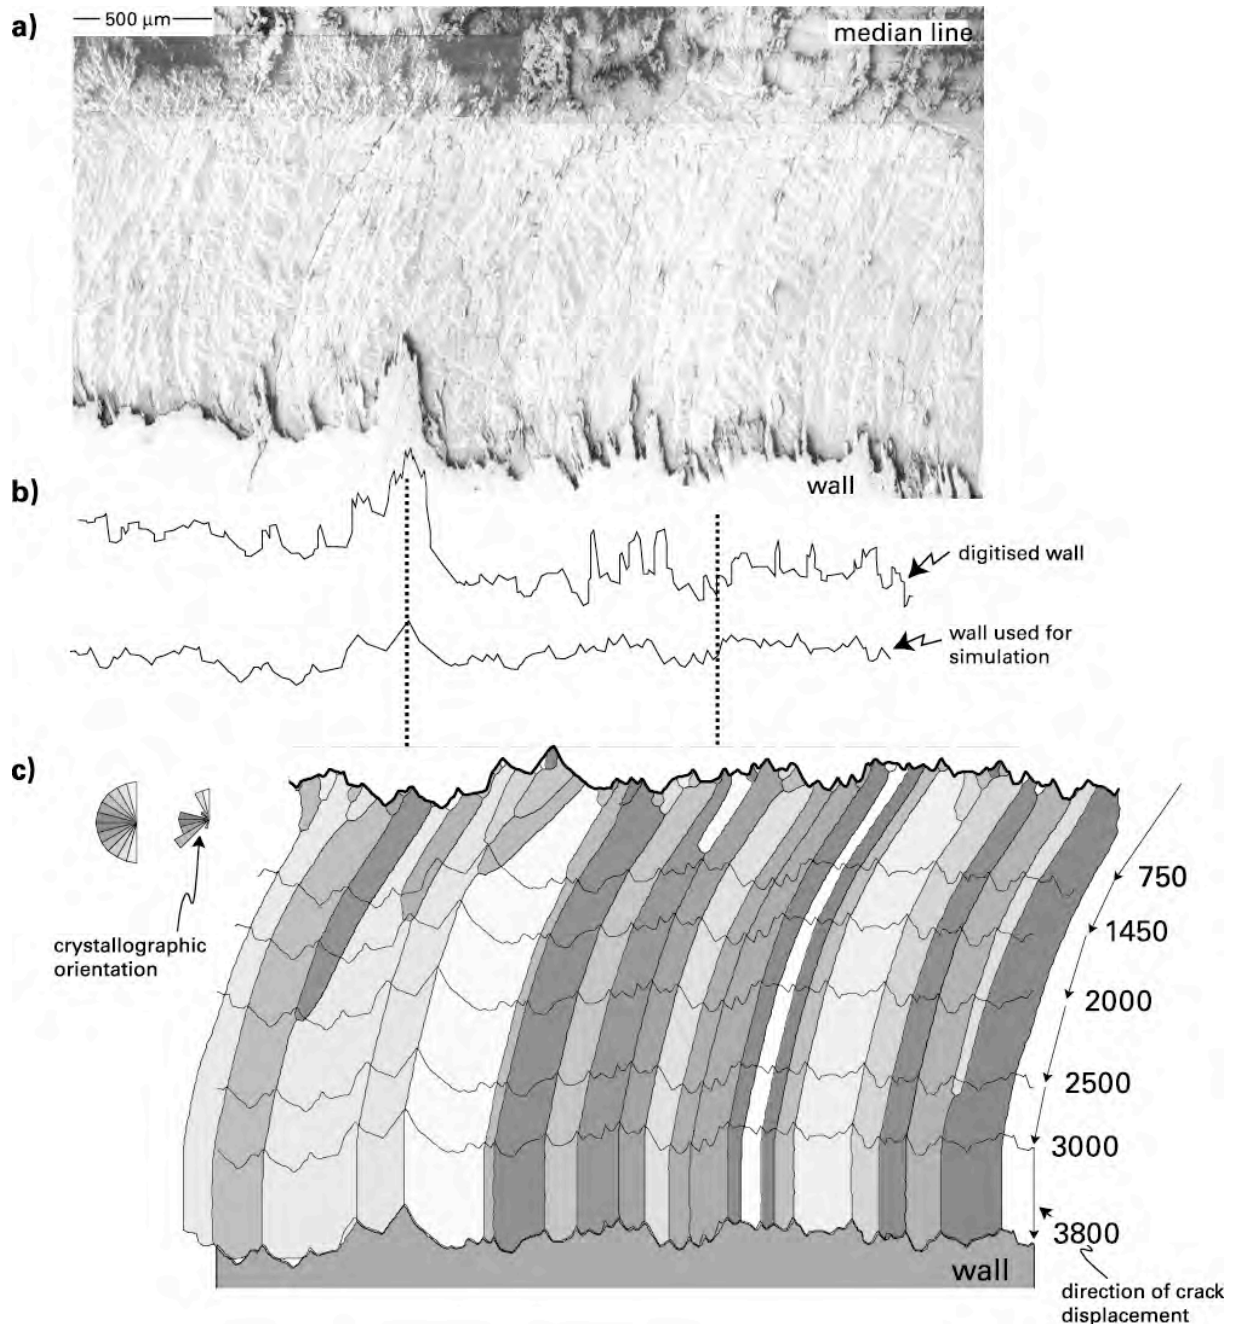 a)
500 µm
median line
wall
b)
digitised wall
wall used for
simulation
c)
crystallographic
orientation
750
1450
2000
2500
3000
3800
wall
direction of crack
displacement